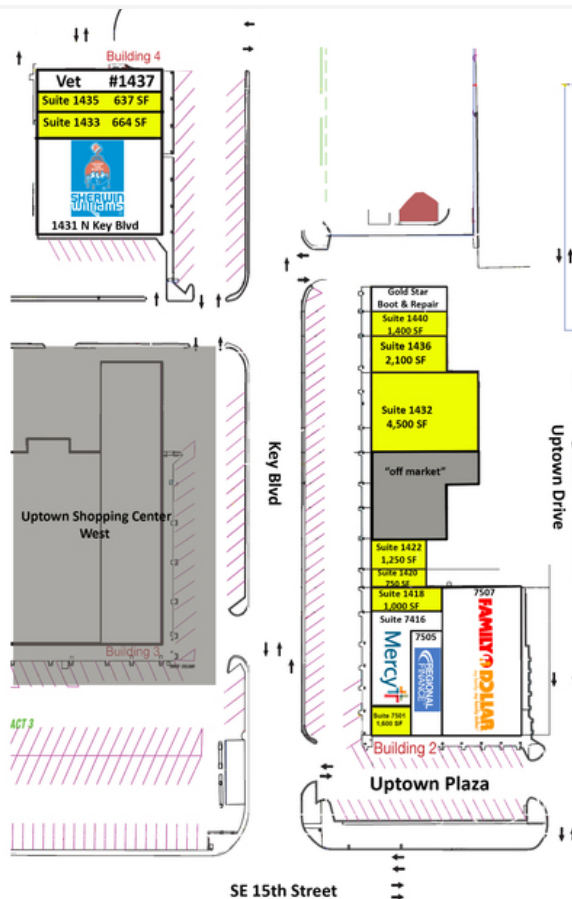 Building 4
Vet #1437
Suite 1435 637 SF
Suite 1433 664 SF
SHERWIN
WILLIAMS
1431 N Key Blvd
Gold Star
Boot & Repair
Suite 1440
1,400 SF
Suite 1436
2,100 SF
Suite 1432
4,500 SF
"off market"
Key Blvd
Uptown Drive
Uptown Shopping Center
West
Suite 1422
1,250 SF
Suite 1420
750 SF
Suite 1418
1,000 SF
Suite 7416
7505
7507
Mercy
REGIONAL
FINANCE
FAMILY DOLLAR
Suite 7501
1,600 SF
Building 3
ACT 3
Building 2
Uptown Plaza
SE 15th Street